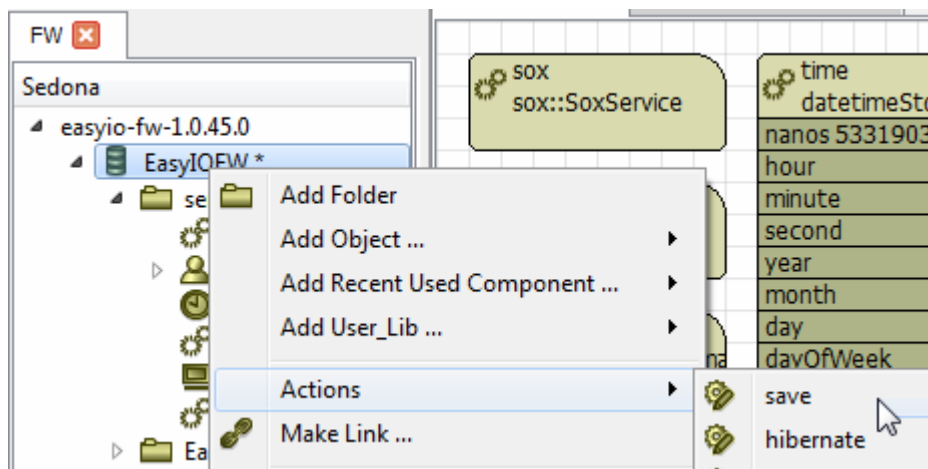 FW
Sedona
easyio-fw-1.0.45.0
EasyIOFW *
Add Folder
Add Object ...
Add Recent Used Component ...
Add User_Lib ...
Actions
Make Link ...
save
hibernate
sox
sox::SoxService
time
datetimeStd
nanos 5331903
hour
minute
second
year
month
day
dayOfWeek